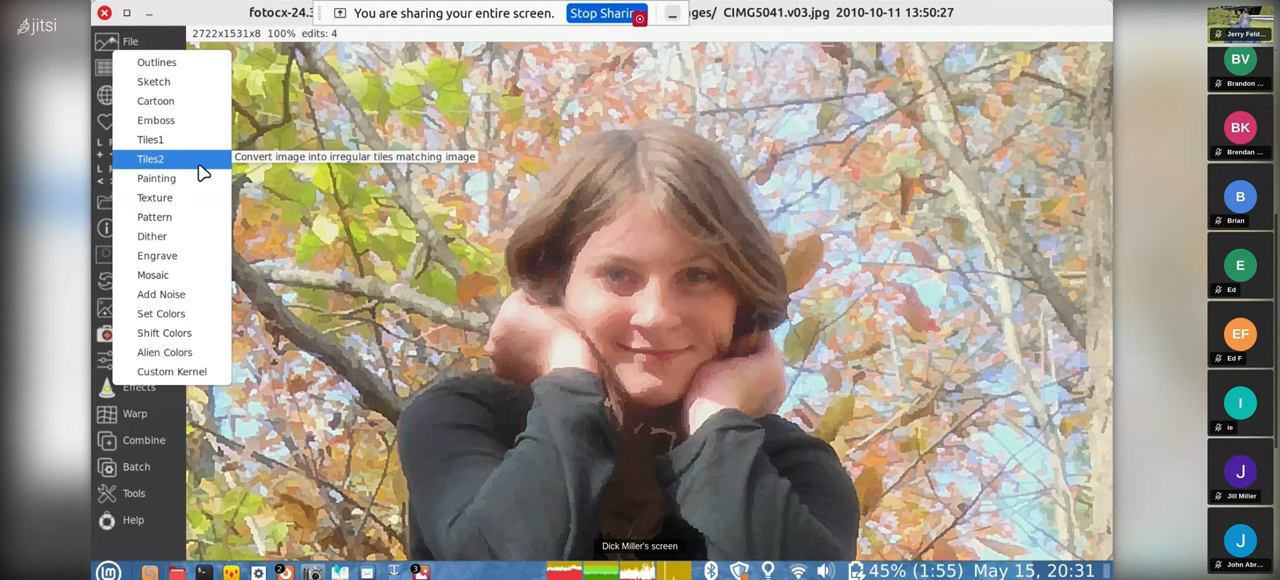 jitsi
fotocx-24.3
You are sharing your entire screen.
Stop Sharing
ges/ CIMG5041.v03.jpg 2010-10-11 13:50:27
2722x1531x8 100% edits: 4
File
Outlines
Sketch
Cartoon
Emboss
Tiles1
Tiles2
Convert image into irregular tiles matching image
Painting
Texture
Pattern
Dither
Engrave
Mosaic
Add Noise
Set Colors
Shift Colors
Alien Colors
Custom Kernel
Effects
Warp
Combine
Batch
Tools
Help
Dick Miller's screen
2
3
45% (1:55) May 15, 20:31
Jerry Feld...
BV
Brandon ...
BK
Brendan ...
B
Brian
E
Ed
EF
Ed F
I
ie
J
Jill Miller
J
John Abr...